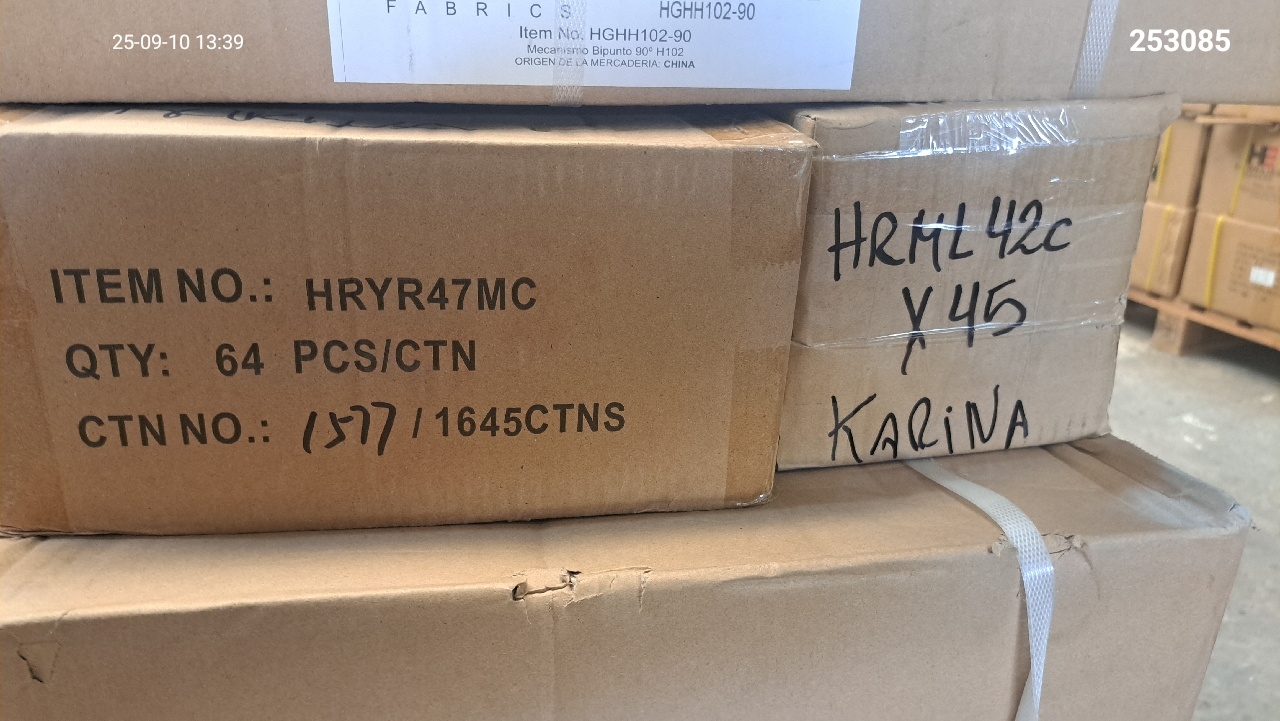 FABRICS HGHH102-90
Item No. HGHH102-90
Mecanismo Bipunto 90º H102
ORIGEN DE LA MERCADERIA: CHINA
25-09-10 13:39
253085
ITEM NO.: HRYR47MC
QTY: 64 PCS/CTN
CTN NO.: 1577 / 1645CTNS
HRML42C
X45
KARiNA